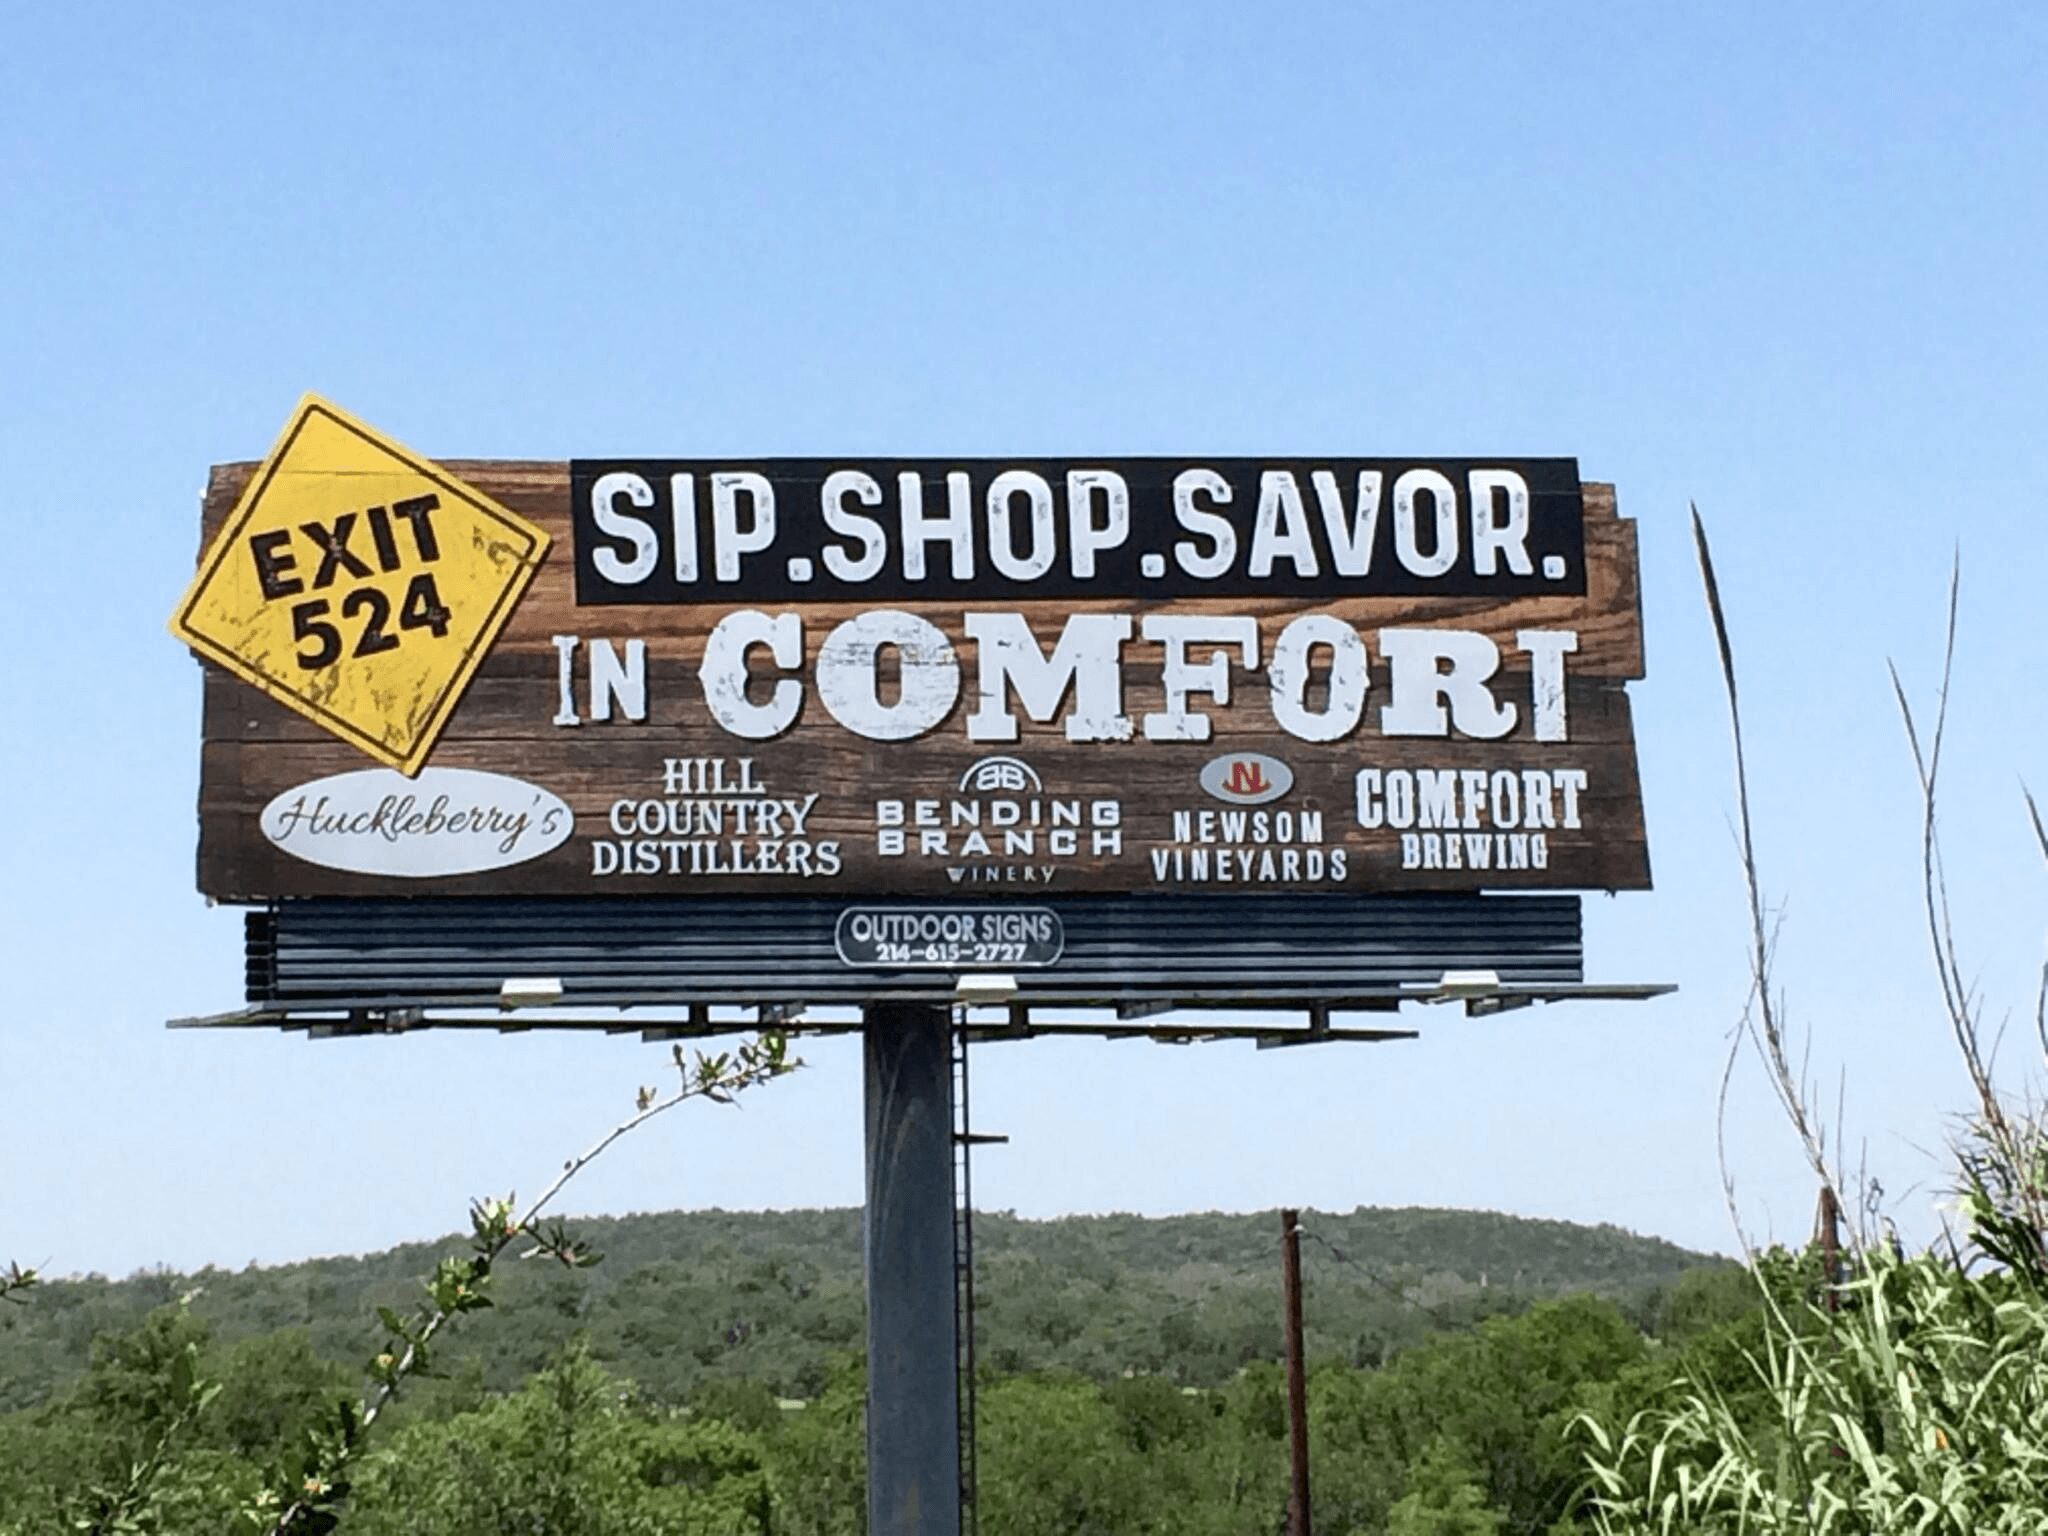 EXIT
524
SIP.SHOP.SAVOR.
IN COMFORT
Huckleberry's
HILL
COUNTRY
DISTILLERS
BB
BENDING
BRANCH
WINERY
N
NEWSOM
VINEYARDS
COMFORT
BREWING
OUTDOOR SIGNS
214-615-2727